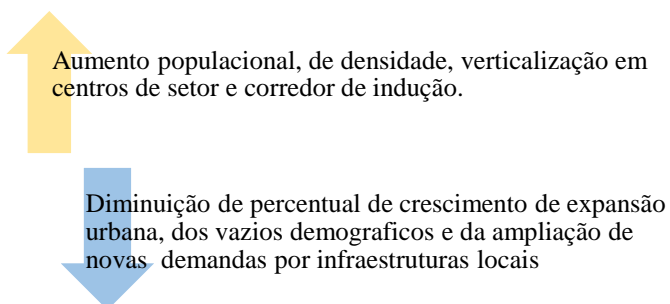 Aumento populacional, de densidade, verticalização em
centros de setor e corredor de indução.
Diminuição de percentual de crescimento de expansão
urbana, dos vazios demograficos e da ampliação de
novas  demandas por infraestruturas locais